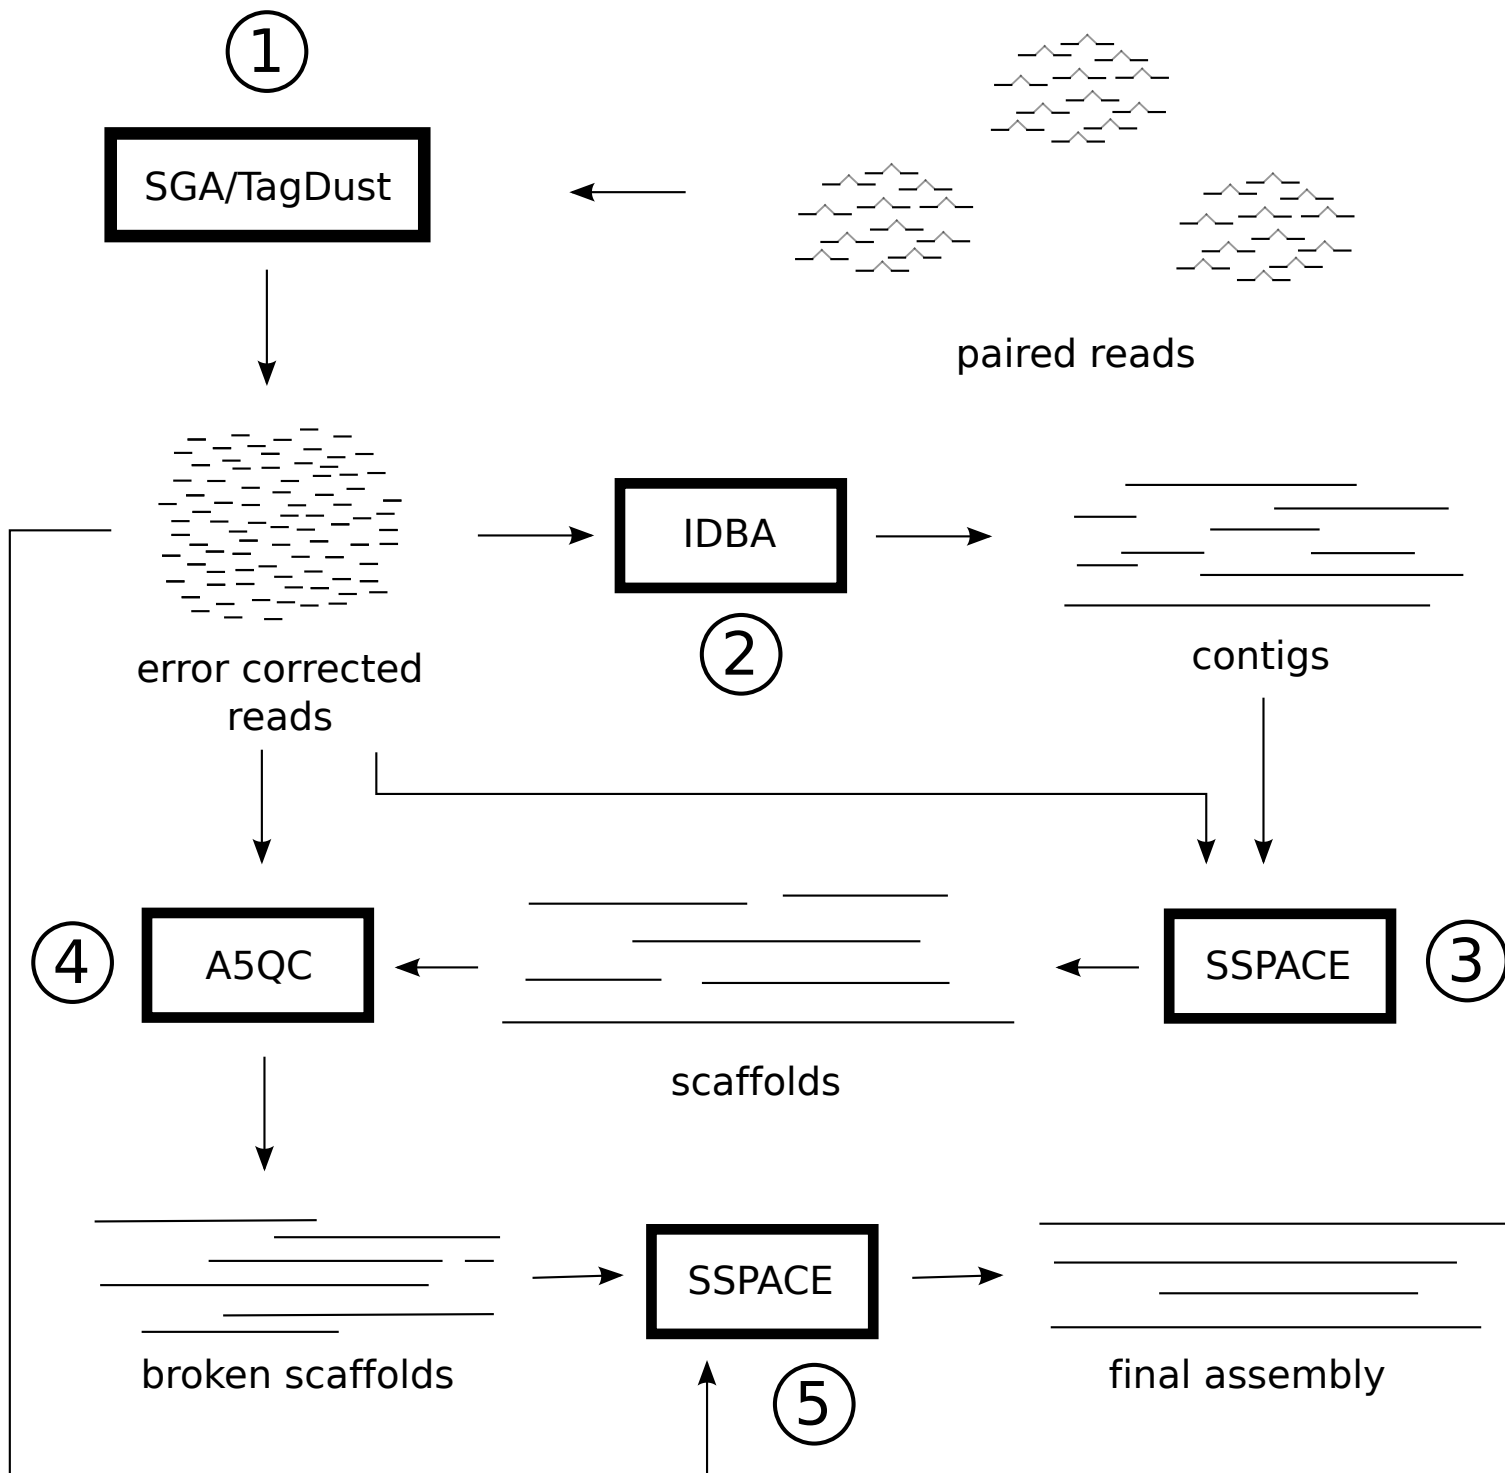 1
SGA/TagDust
paired reads
IDBA
2
error corrected
reads
contigs
4
A5QC
SSPACE
3
scaffolds
SSPACE
broken scaffolds
5
final assembly